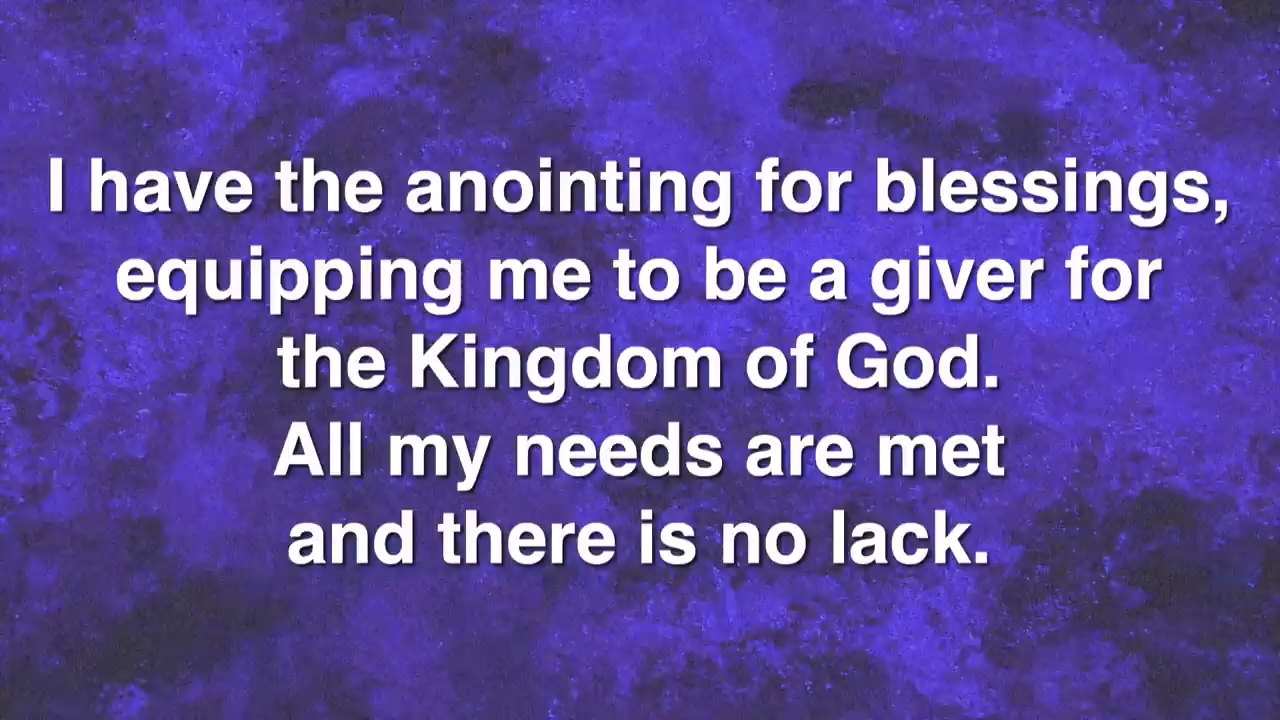 I have the anointing for blessings,
equipping me to be a giver for
the Kingdom of God.
All my needs are met
and there is no lack.